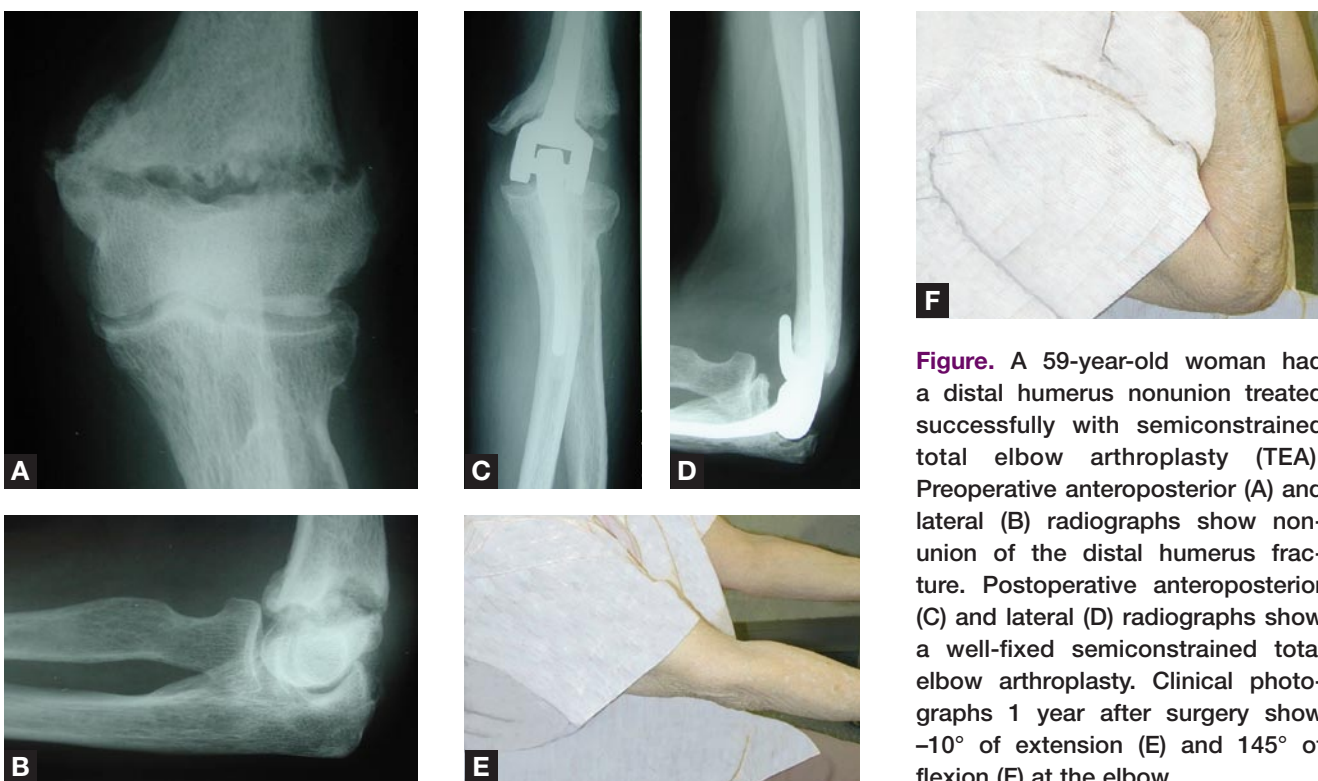 A
B
C
D
E
F
Figure. A 59-year-old woman had
a distal humerus nonunion treated
successfully with semiconstrained
total elbow arthroplasty (TEA)
Preoperative anteroposterior (A) and
lateral (B) radiographs show non-
union of the distal humerus frac-
ture. Postoperative anteroposterior
(C) and lateral (D) radiographs show
a well-fixed semiconstrained total
elbow arthroplasty. Clinical photo-
graphs 1 year after surgery show
–10° of extension (E) and 145° of
flexion (F) at the elbow